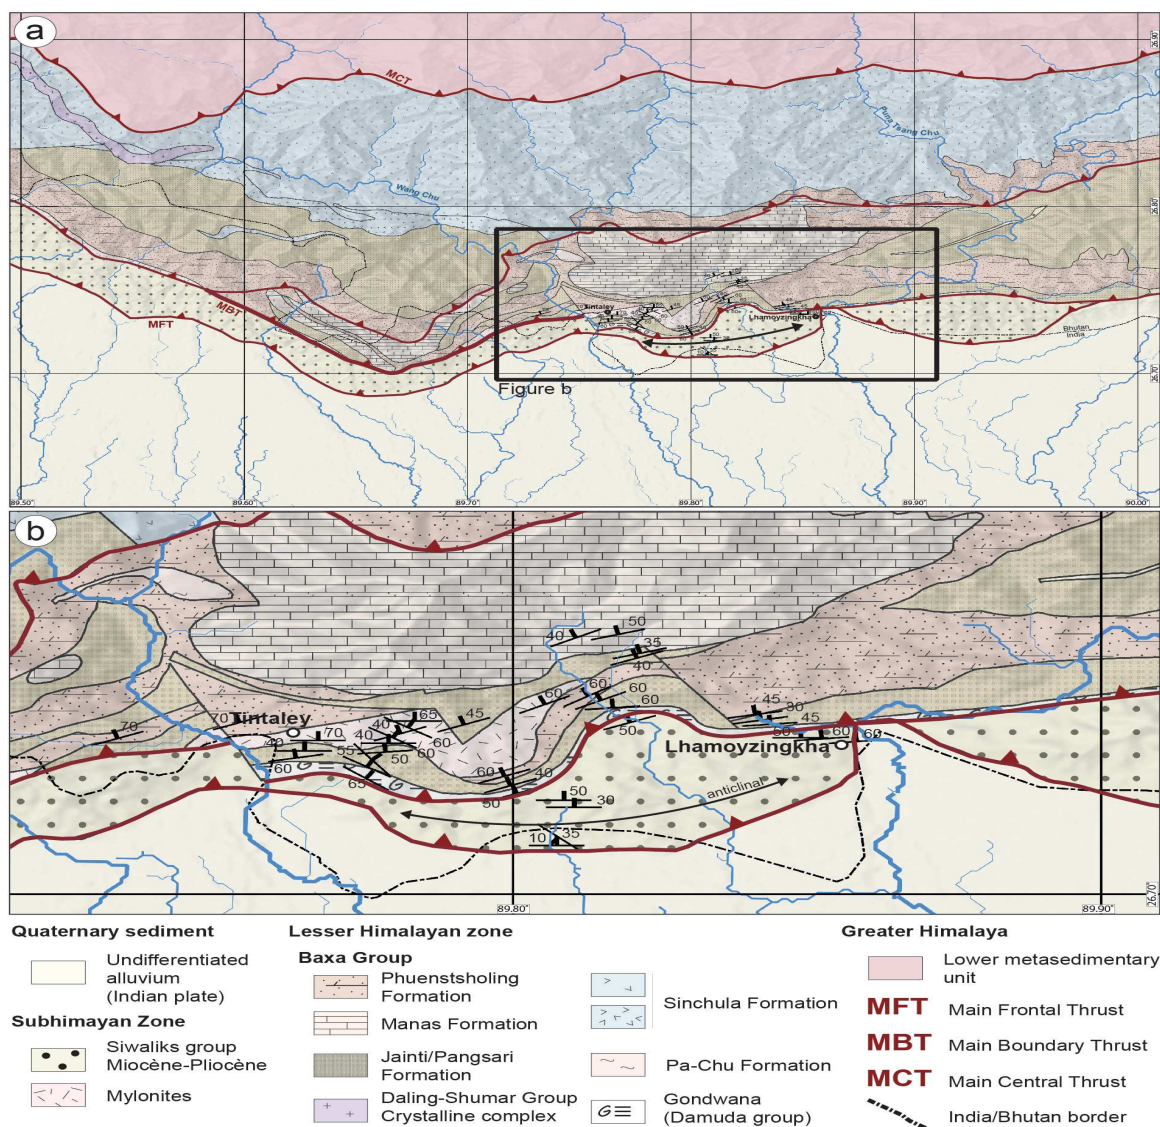 a
26.90°
MCT
Puna Tsang Chu
Wang Chu
26.80°
MBT
MFT
Tintaley
Lhamoyzingkha
Bhutan
India
26.70°
Figure b
89.50°
89.60°
89.70°
89.80°
89.90°
90.00°
b
50
40
35
40
60
60
60
60
50
65
45
40
40
60
60
50
70
70
Tintaley
70
40
55
60
65
G
G
60
40
50
45
30
45
50
60
60
Lhamoyzingkha
anticlinal
50
30
10
35
26.70°
89.80°
89.90°
Quaternary sediment
Undifferentiated
alluvium
(Indian plate)
Subhimayan Zone
Siwaliks group
Miocène-Pliocène
Mylonites
Lesser Himalayan zone
Baxa Group
Phuenstsholing
Formation
Manas Formation
Jainti/Pangsari
Formation
Daling-Shumar Group
Crystalline complex
Sinchula Formation
Pa-Chu Formation
G
Gondwana
(Damuda group)
Greater Himalaya
Lower metasedimentary
unit
MFT Main Frontal Thrust
MBT Main Boundary Thrust
MCT Main Central Thrust
India/Bhutan border